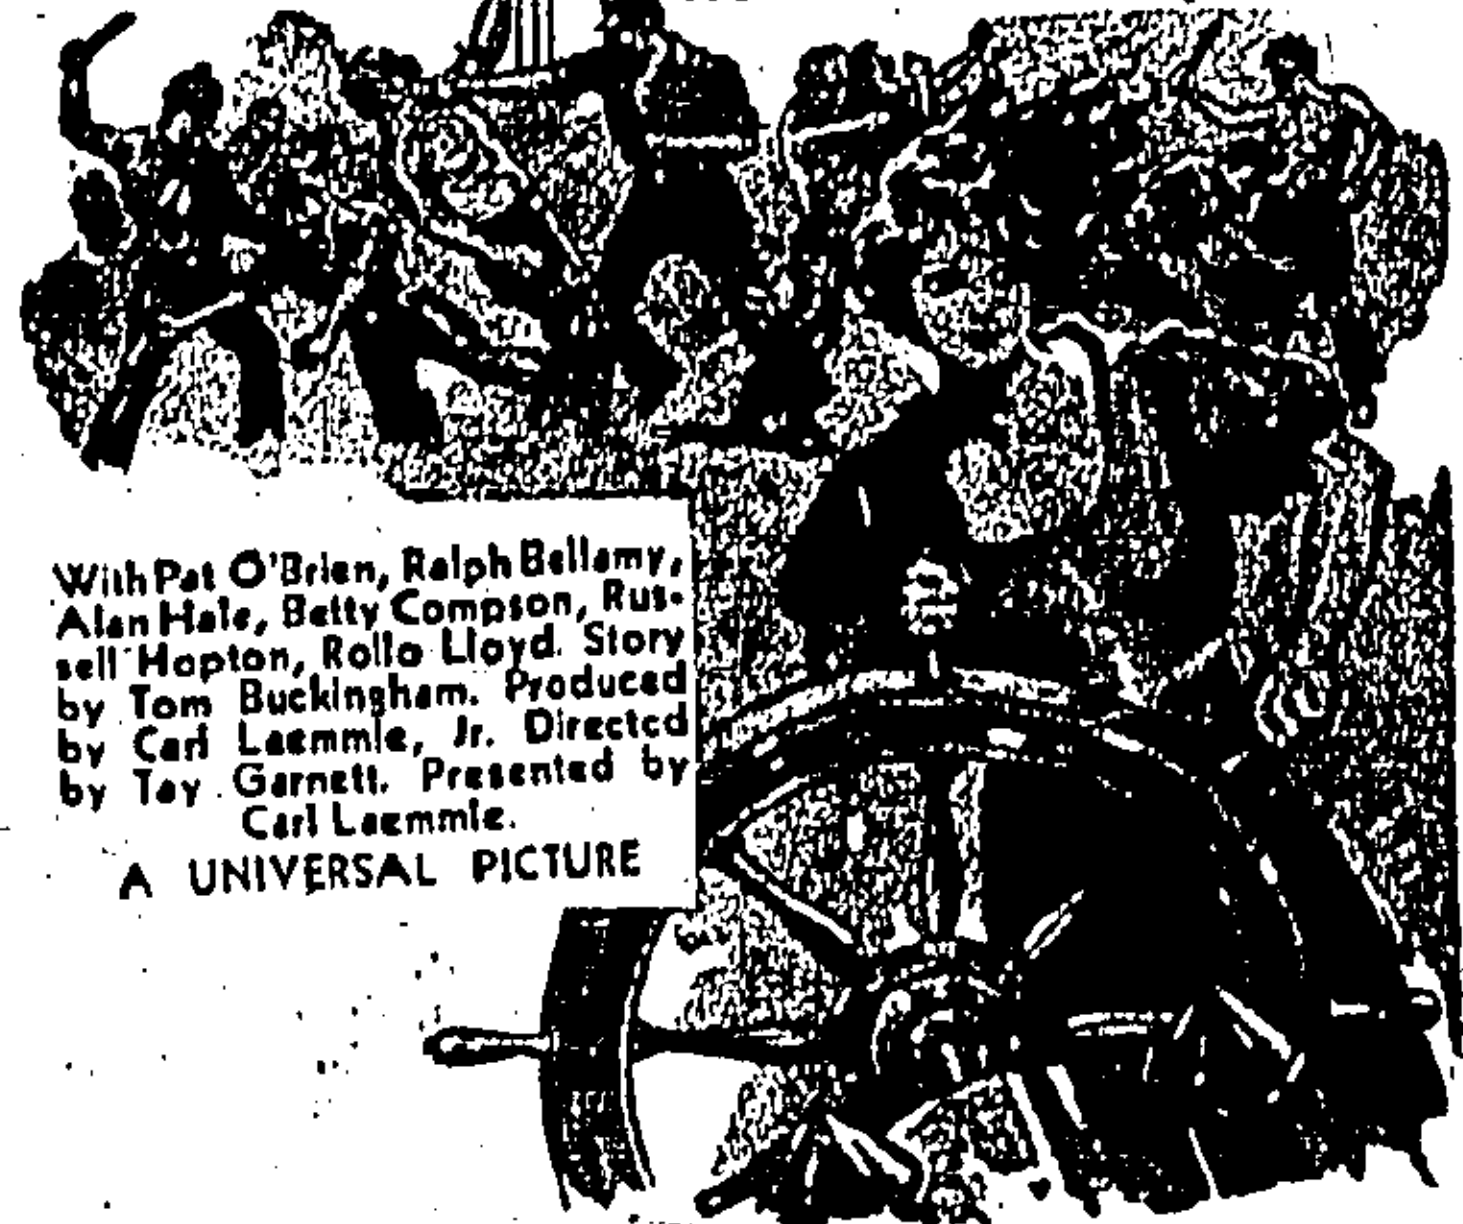 With Pat O'Brien, Ralph Bellamy,
Alan Hale, Betty Compson, Rus-
sell Hopton, Rollo Lloyd. Story
by Tom Buckingham. Produced
by Carl Laemmle, Jr. Directed
by Tay Garnett. Presented by
Carl Laemmle.
A UNIVERSAL PICTURE